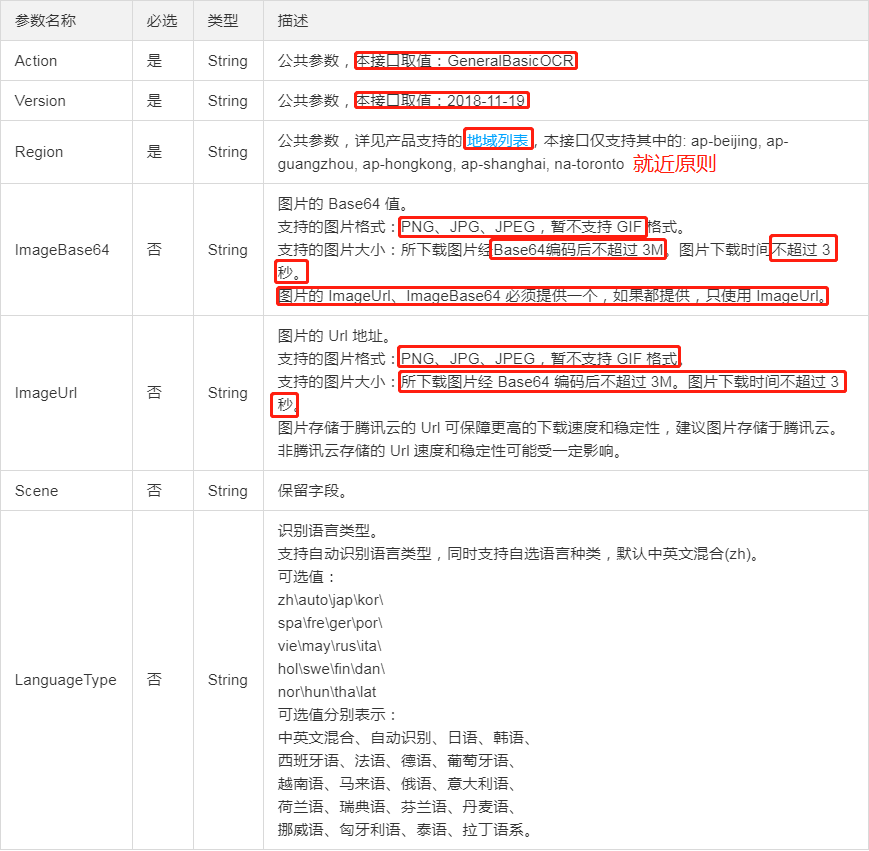 参数名称 必选 类型 描述
Action 是 String 公共参数，本接口取值：GeneralBasicOCR
Version 是 String 公共参数，本接口取值：2018-11-19
Region 是 String 公共参数，详见产品支持的 地域列表，本接口仅支持其中的: ap-beijing, ap-
guangzhou, ap-hongkong, ap-shanghai, na-toronto 就近原则
ImageBase64 否 String 图片的 Base64 值。
支持的图片格式：PNG、JPG、JPEG，暂不支持 GIF 格式。
支持的图片大小：所下载图片经Base64编码后不超过 3M。图片下载时间不超过 3
秒。
图片的 ImageUrl、ImageBase64 必须提供一个，如果都提供，只使用 ImageUrl。
ImageUrl 否 String 图片的 Url 地址。
支持的图片格式：PNG、JPG、JPEG，暂不支持 GIF 格式。
支持的图片大小：所下载图片经 Base64 编码后不超过 3M。图片下载时间不超过 3
秒。
图片存储于腾讯云的 Url 可保障更高的下载速度和稳定性，建议图片存储于腾讯云。
非腾讯云存储的 Url 速度和稳定性可能受一定影响。
Scene 否 String 保留字段。
LanguageType 否 String 识别语言类型。
支持自动识别语言类型，同时支持自选语言种类，默认中英文混合(zh)。
可选值：
zh\auto\jap\kor\
spa\fre\ger\por\
vie\may\rus\ita\
hol\swe\fin\dan\
nor\hun\tha\lat
可选值分别表示：
中英文混合、自动识别、日语、韩语、
西班牙语、法语、德语、葡萄牙语、
越南语、马来语、俄语、意大利语、
荷兰语、瑞典语、芬兰语、丹麦语、
挪威语、匈牙利语、泰语、拉丁语系。